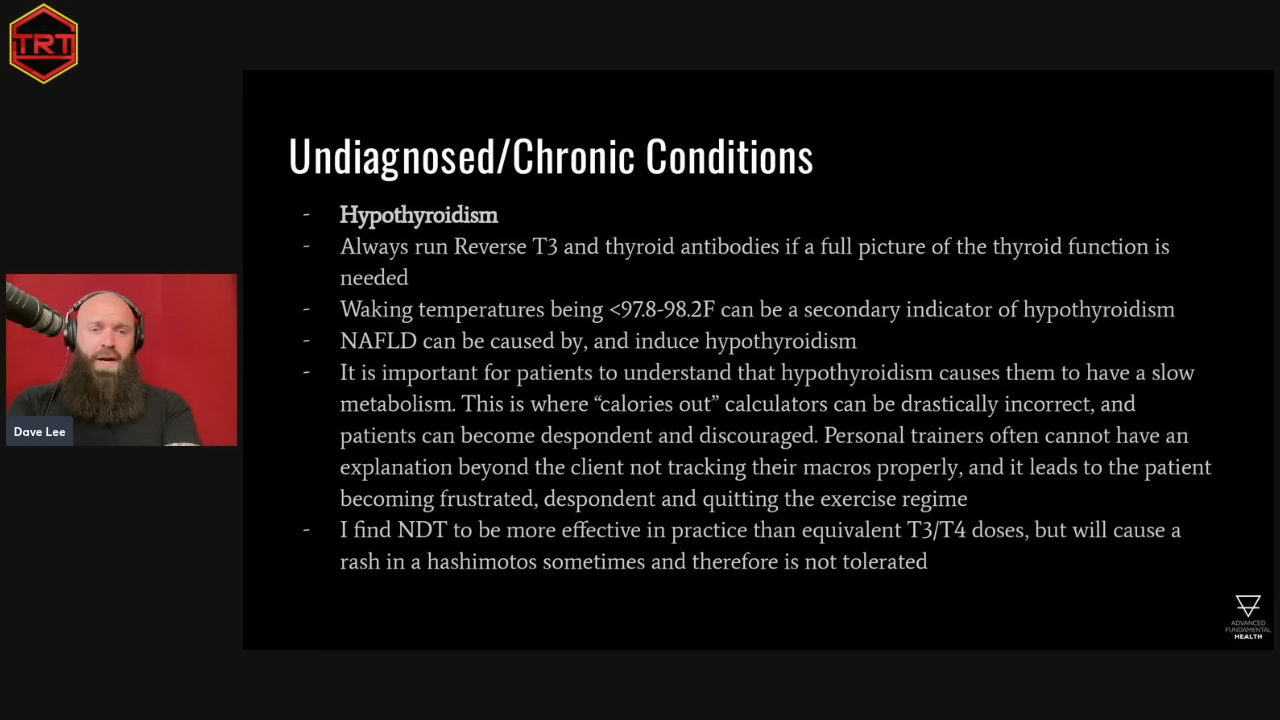 TRT
Undiagnosed/Chronic Conditions
- Hypothyroidism
- Always run Reverse T3 and thyroid antibodies if a full picture of the thyroid function is
needed
- Waking temperatures being <97.8-98.2F can be a secondary indicator of hypothyroidism
- NAFLD can be caused by, and induce hypothyroidism
- It is important for patients to understand that hypothyroidism causes them to have a slow
metabolism. This is where “calories out” calculators can be drastically incorrect, and
patients can become despondent and discouraged. Personal trainers often cannot have an
explanation beyond the client not tracking their macros properly, and it leads to the patient
becoming frustrated, despondent and quitting the exercise regime
- I find NDT to be more effective in practice than equivalent T3/T4 doses, but will cause a
rash in a hashimotos sometimes and therefore is not tolerated
Dave Lee
ADVANCED
FUNDAMENTAL
HEALTH